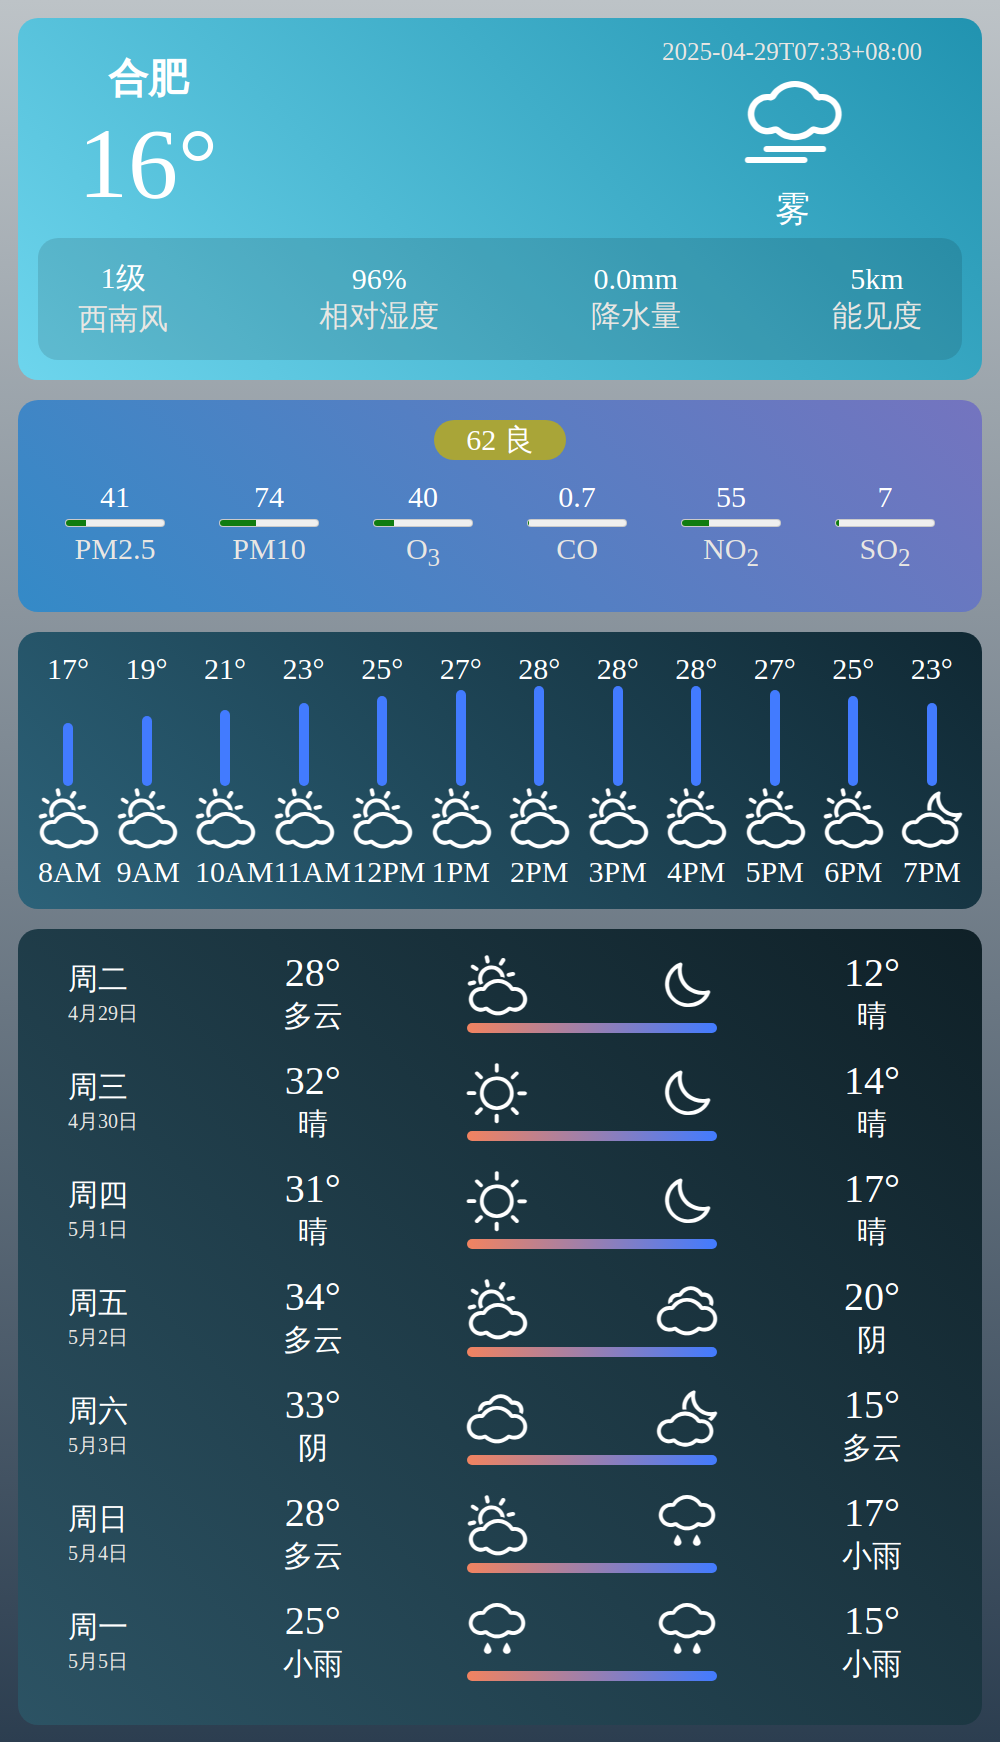 合肥
2025-04-29T07:33+08:00
16°
雾
1级 96% 0.0mm 5km
西南风 相对湿度 降水量 能见度
62 良
41 74 40 0.7 55 7
PM2.5 PM10 O3 CO NO2 SO2
17° 19° 21° 23° 25° 27° 28° 28° 28° 27° 25° 23°
8AM 9AM 10AM 11AM 12PM 1PM 2PM 3PM 4PM 5PM 6PM 7PM
周二 28° 12°
4月29日 多云 晴
周三 32° 14°
4月30日 晴 晴
周四 31° 17°
5月1日 晴 晴
周五 34° 20°
5月2日 多云 阴
周六 33° 15°
5月3日 阴 多云
周日 28° 17°
5月4日 多云 小雨
周一 25° 15°
5月5日 小雨 小雨